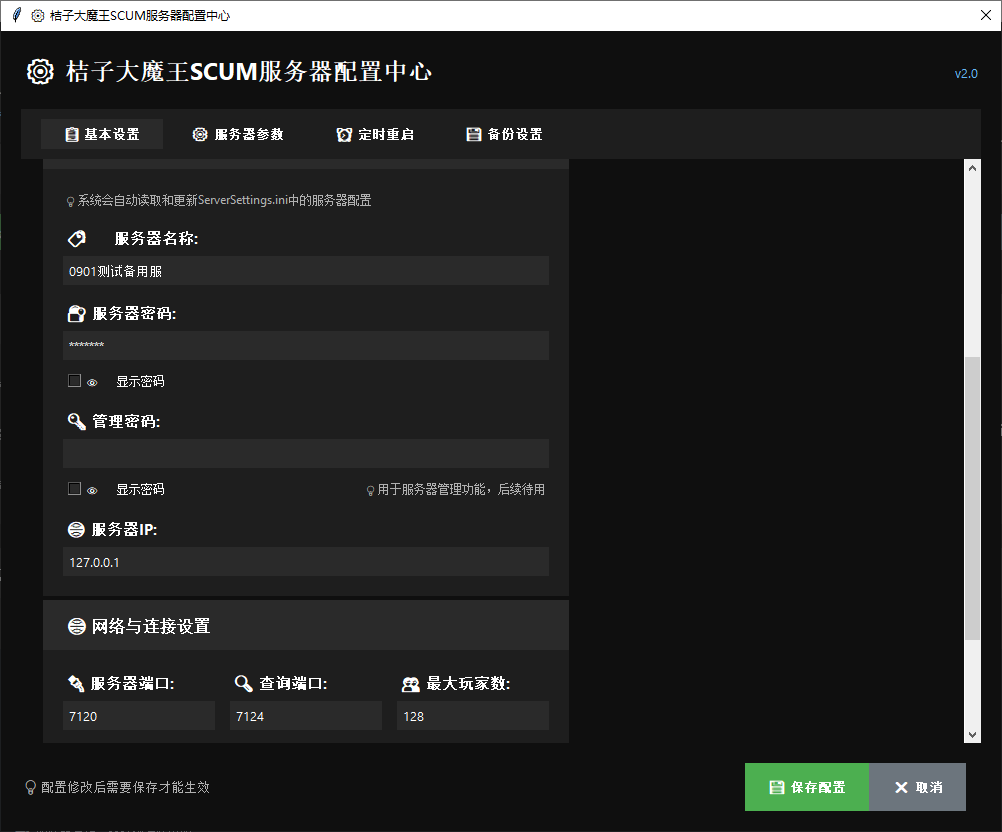 桔子大魔王SCUM服务器配置中心
桔子大魔王SCUM服务器配置中心
v2.0
基本设置 服务器参数 定时重启 备份设置
系统会自动读取和更新ServerSettings.ini中的服务器配置
服务器名称:
0901测试备用服
服务器密码:
*******
显示密码
管理密码:
显示密码 用于服务器管理功能，后续待用
服务器IP:
127.0.0.1
网络与连接设置
服务器端口: 查询端口: 最大玩家数:
7120 7124 128
配置修改后需要保存才能生效
保存配置 取消